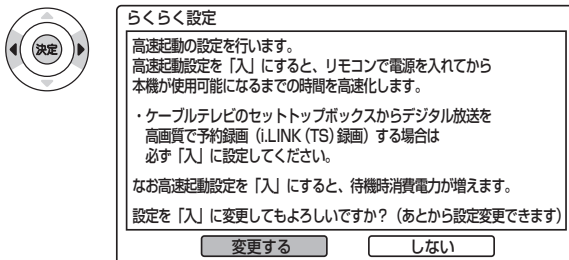 決定
らくらく設定
高速起動の設定を行います。
高速起動設定を「入」にすると、リモコンで電源を入れてから
本機が使用可能になるまでの時間を高速化します。
・ケーブルテレビのセットトップボックスからデジタル放送を
高画質で予約録画（i.LINK（TS）録画）する場合は
必ず「入」に設定してください。
なお高速起動設定を「入」にすると、待機時消費電力が増えます。
設定を「入」に変更してもよろしいですか？（あとから設定変更できます）
変更する しない